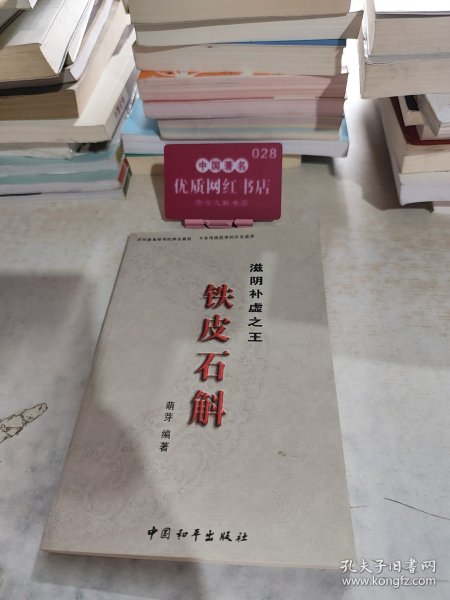 028
中国著名
优质网红书店
滋阴补虚之王
铁皮石斛
萌芽 编著
中国和平出版社
孔夫子旧书网
www.kongfz.com